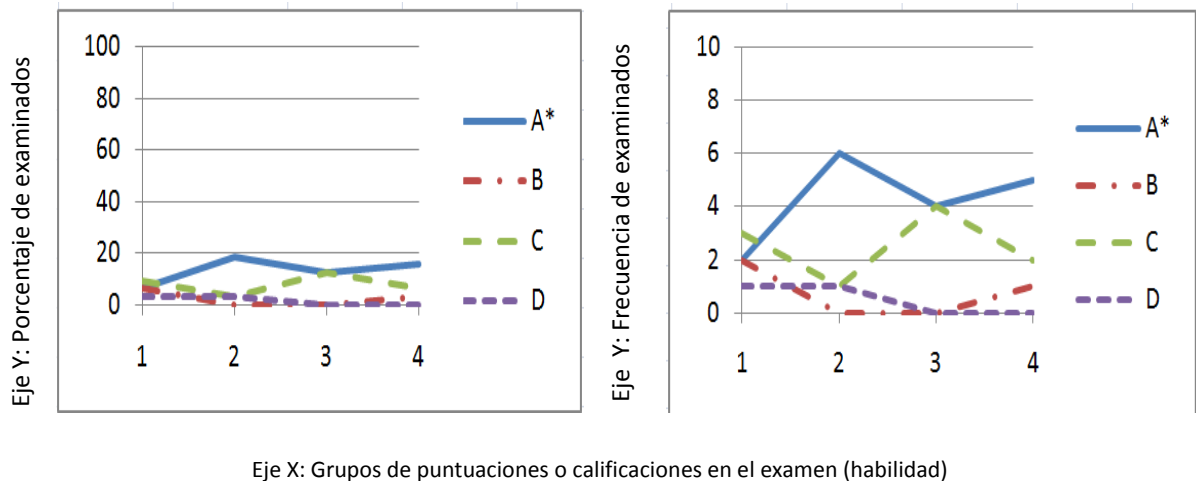 Eje Y: Porcentaje de examinados
100
80
60
40
20
0
1 2 3 4
A*
B
C
D
Eje Y: Frecuencia de examinados
10
8
6
4
2
0
1 2 3 4
A*
B
C
D
Eje X: Grupos de puntuaciones o calificaciones en el examen (habilidad)